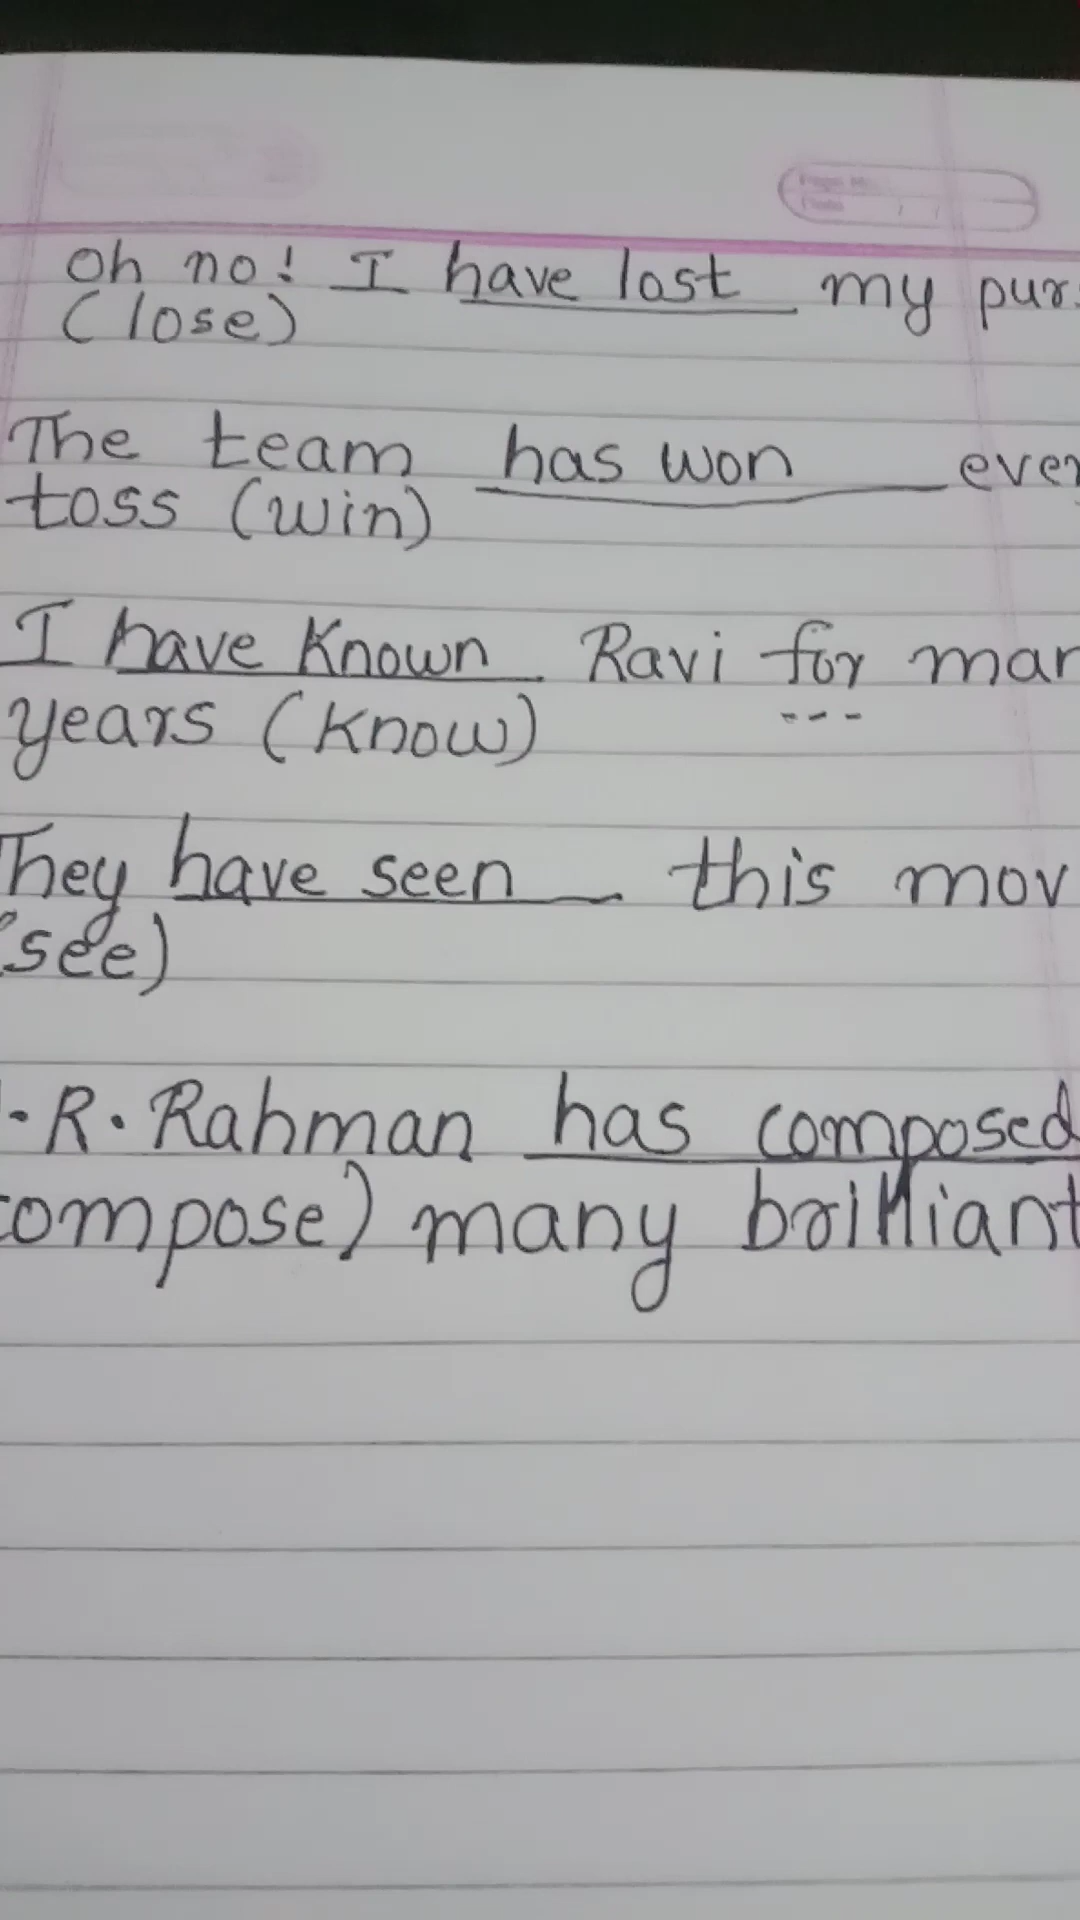 Oh no! I have lost my pur
(lose)
The team has won ever
toss (win)
I have known Ravi for man
years (know)
They have seen this mov
(see)
.R. Rahman has composed
compose) many brilliant